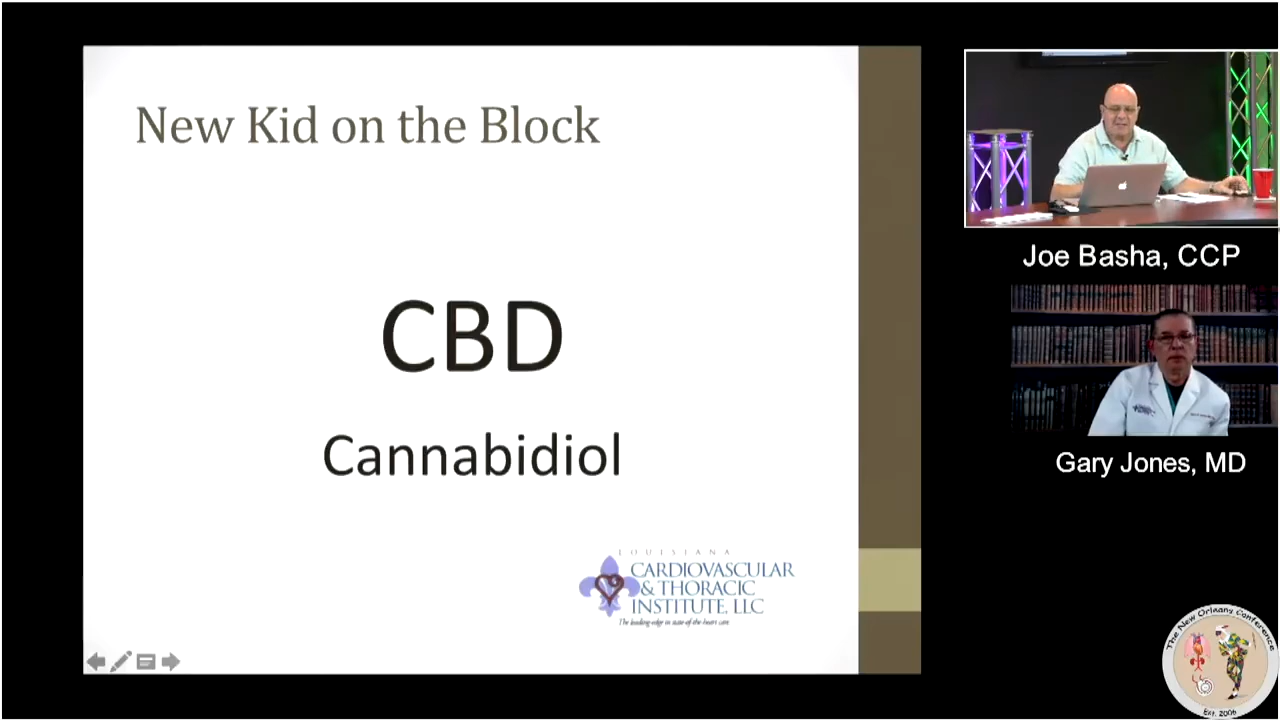 New Kid on the Block
CBD
Cannabidiol
LOUISIANA
CARDIOVASCULAR
& THORACIC
INSTITUTE, LLC
The leading edge in state-of-the-heart care.
Joe Basha, CCP
Gary Jones, MD
The New Orleans Conference
Est. 2006